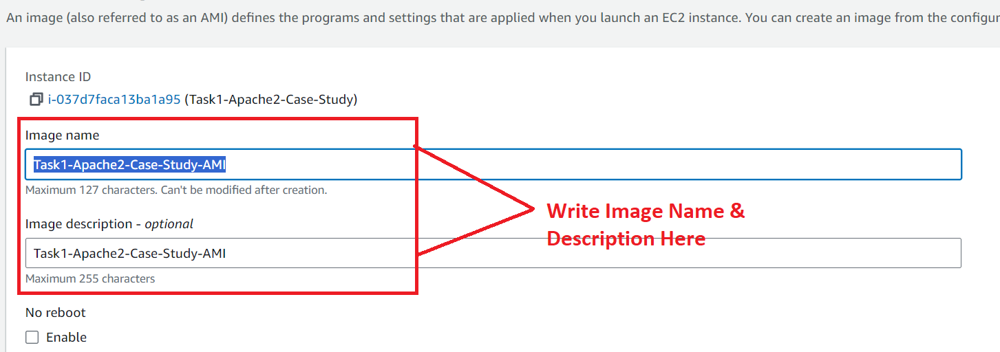 An image (also referred to as an AMI) defines the programs and settings that are applied when you launch an EC2 instance. You can create an image from the
Instance ID
i-037d7faca13ba1a95 (Task1-Apache2-Case-Study)
Image name
Task1-Apache2-Case-Study-AMI
Maximum 127 characters. Can't be modified after creation.
Write Image Name &
Image description - optional
Description Here
Task1-Apache2-Case-Study-AMI
Maximum 255 characters
No reboot
Enable